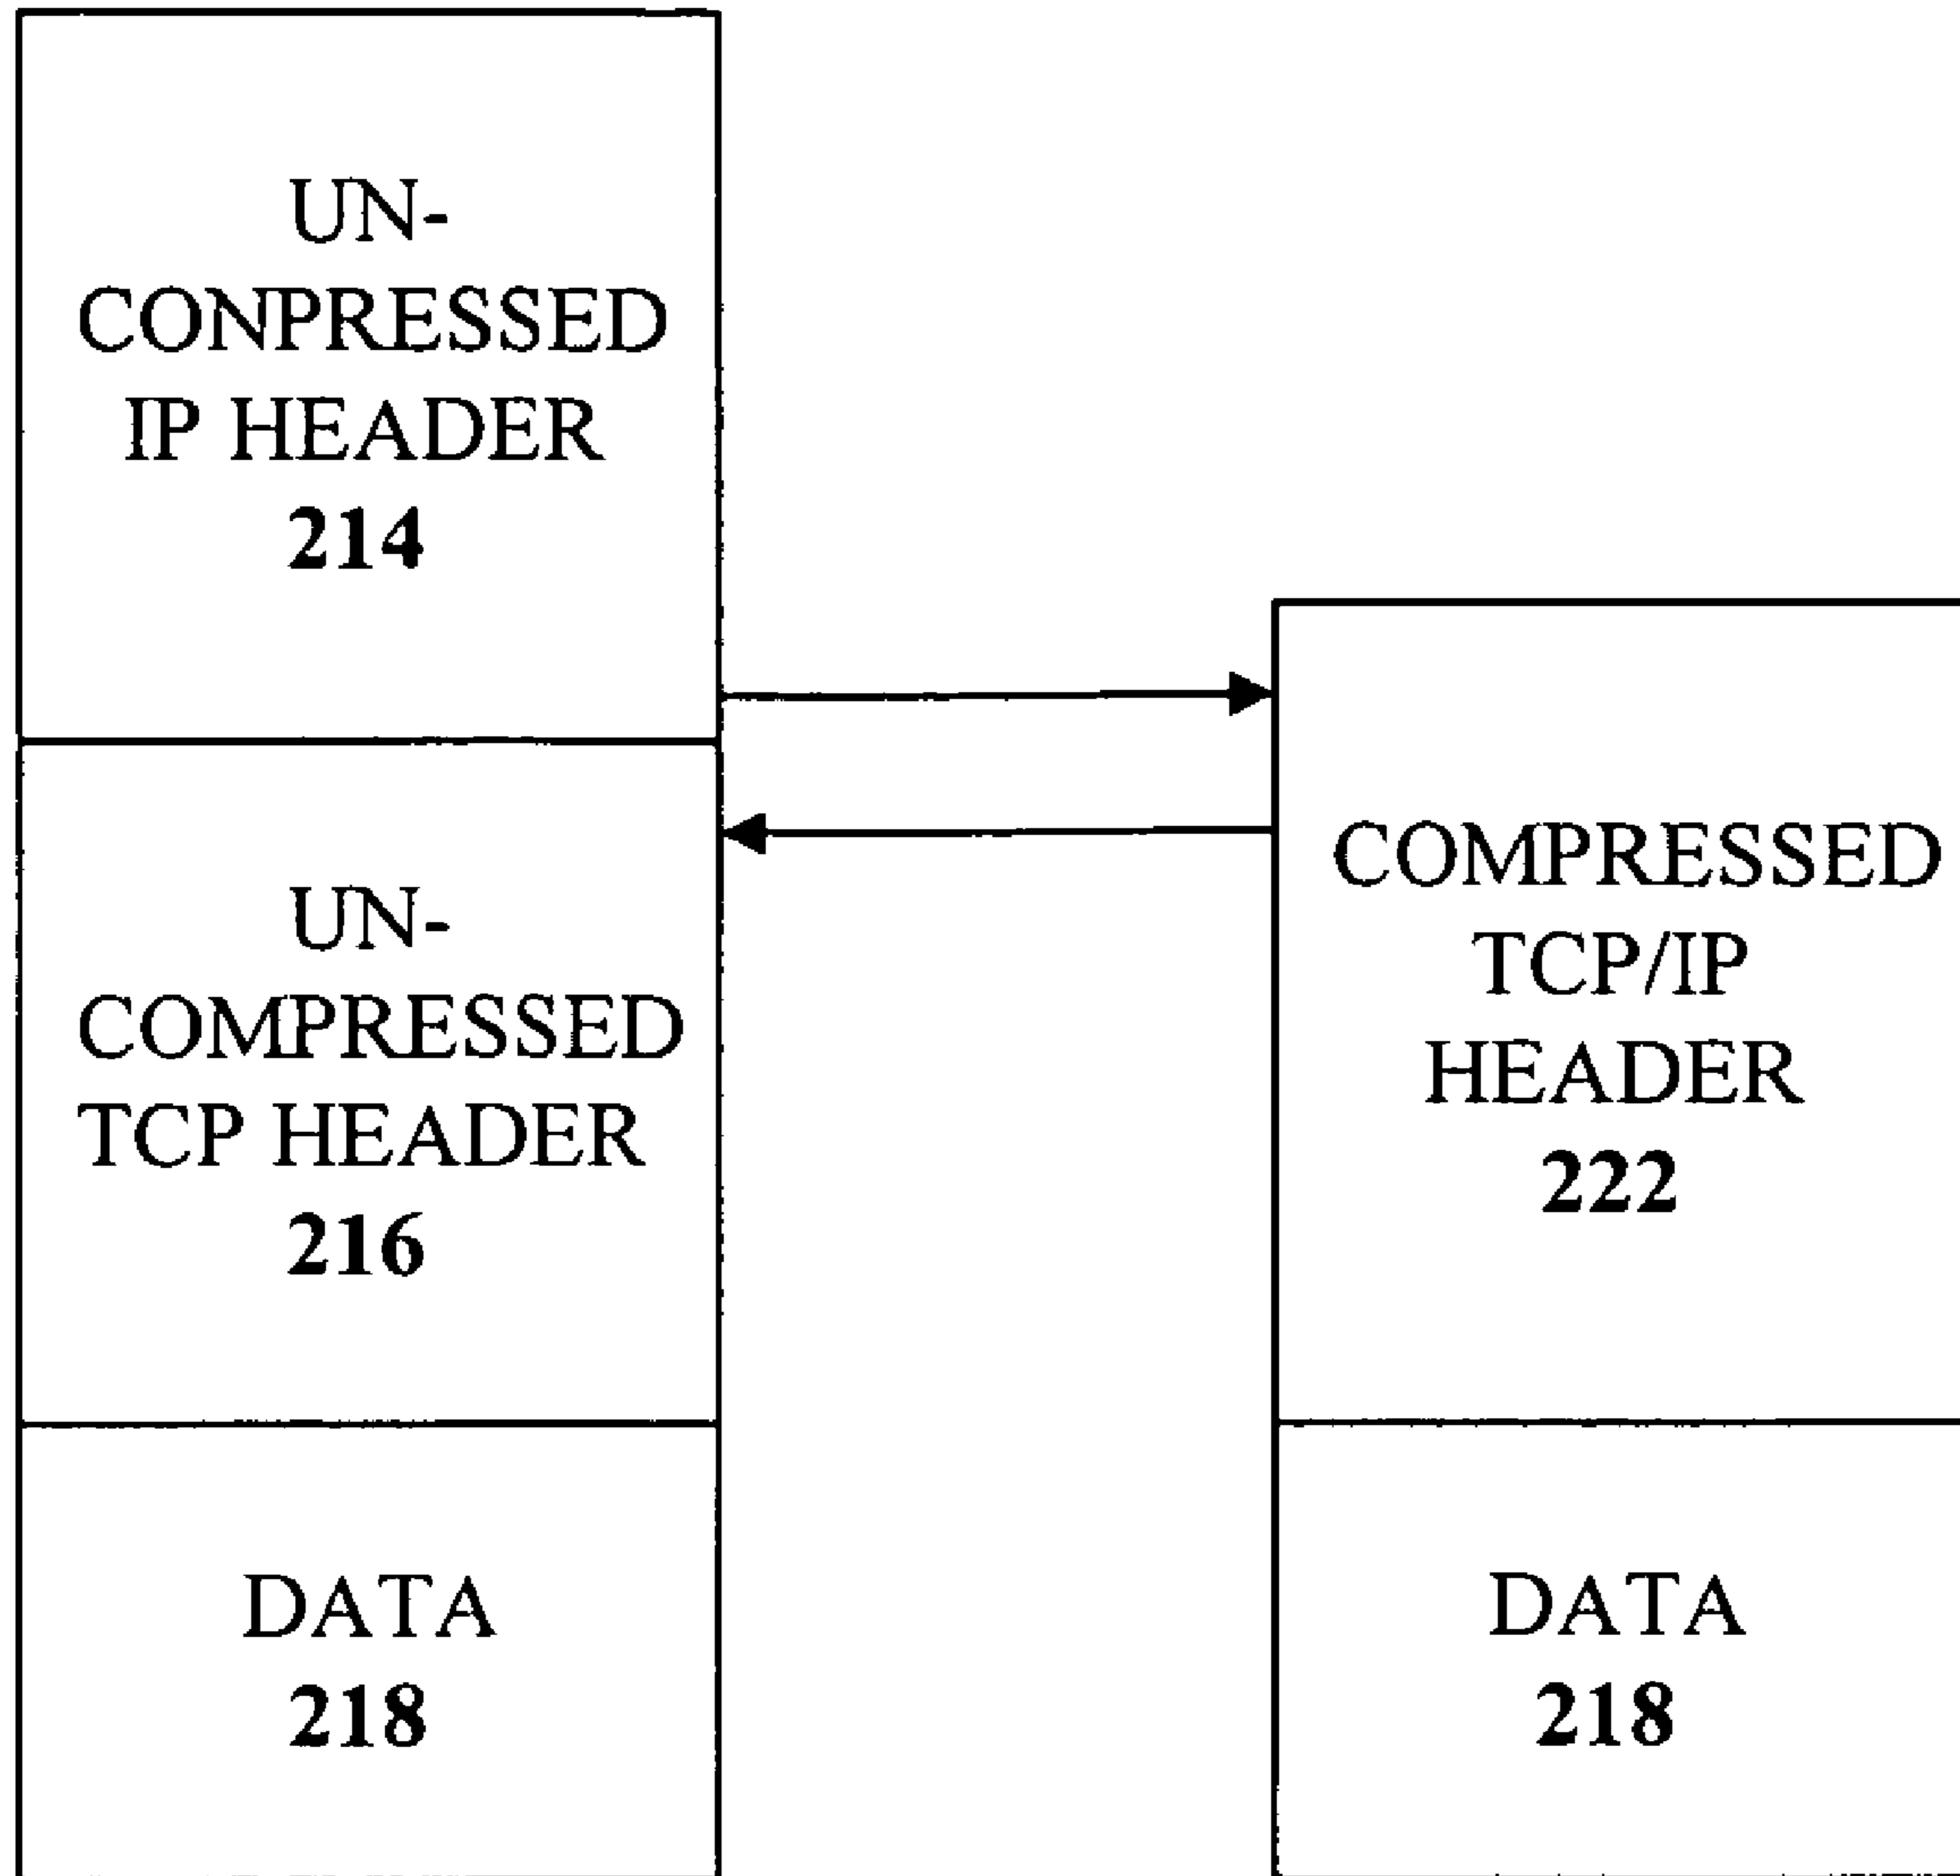 UN-
CONPRESSED
IP HEADER
214
UN-
COMPRESSED
TCP HEADER
216
DATA
218
COMPRESSED
TCP/IP
HEADER
222
DATA
218